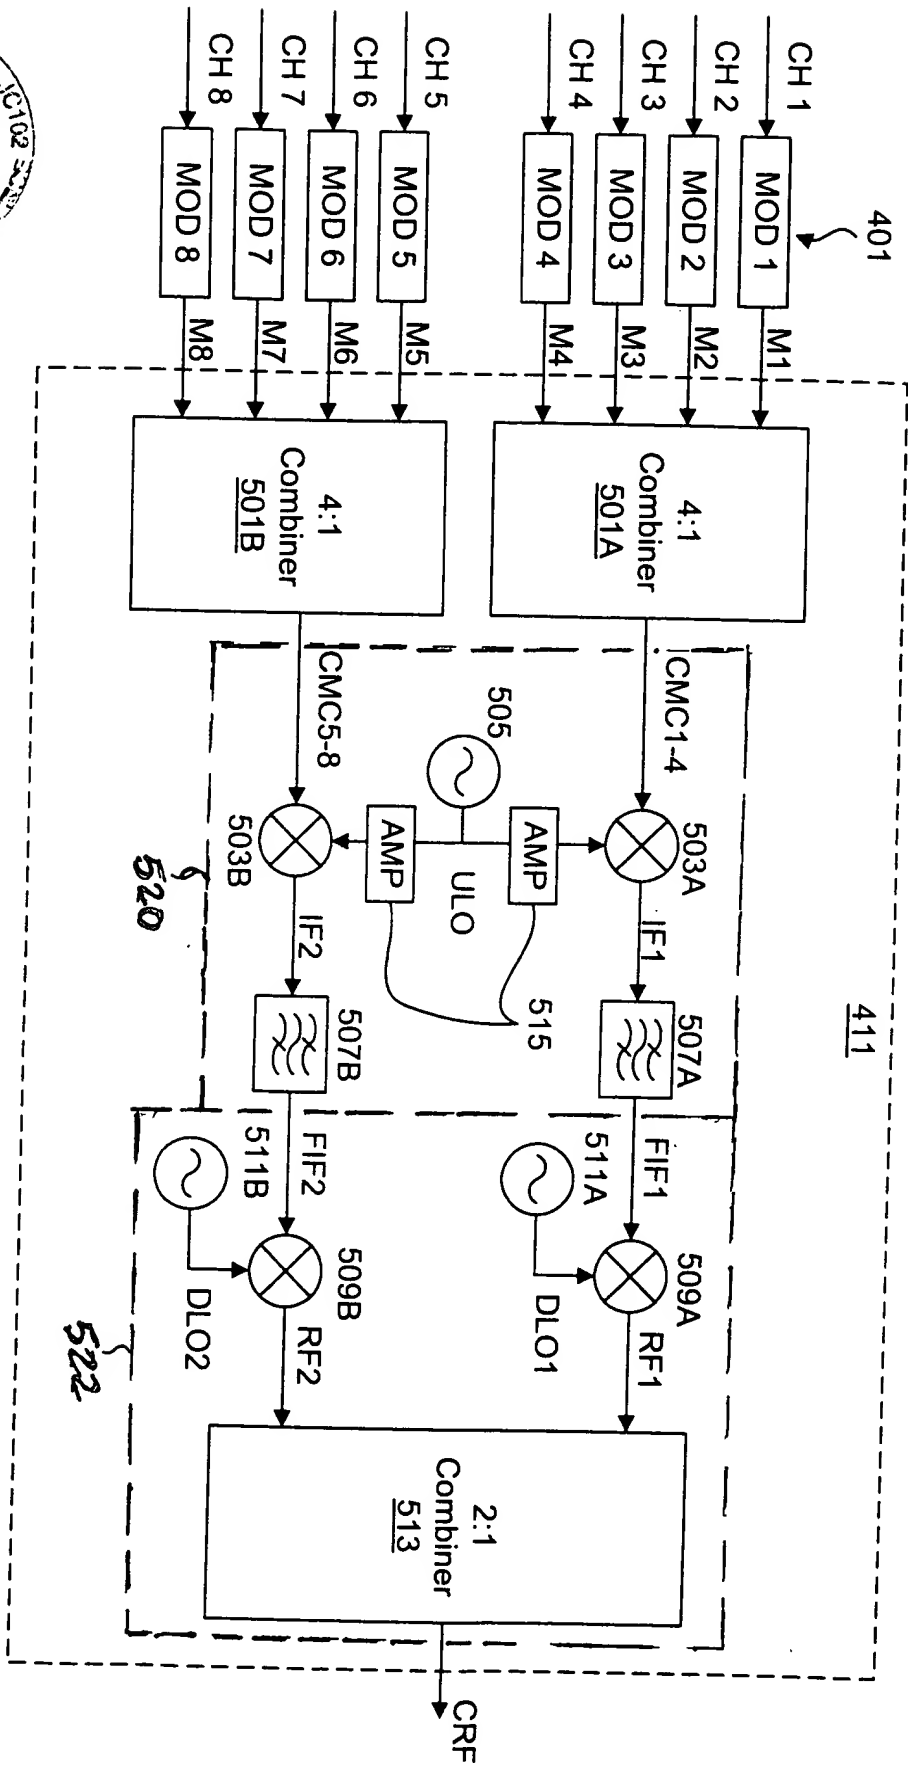 401
CH 1
MOD 1
M1
CH 2
MOD 2
M2
CH 3
MOD 3
M3
CH 4
MOD 4
M4
CH 5
MOD 5
M5
CH 6
MOD 6
M6
CH 7
MOD 7
M7
CH 8
MOD 8
M8
411
4:1
Combiner
501A
4:1
Combiner
501B
CMC1-4
503A
IF1
507A
FIF1
509A
RF1
AMP
505
ULO
515
AMP
511A
DLO1
CMC5-8
503B
IF2
507B
FIF2
509B
RF2
511B
DLO2
520
522
2:1
Combiner
513
CRF
JC102